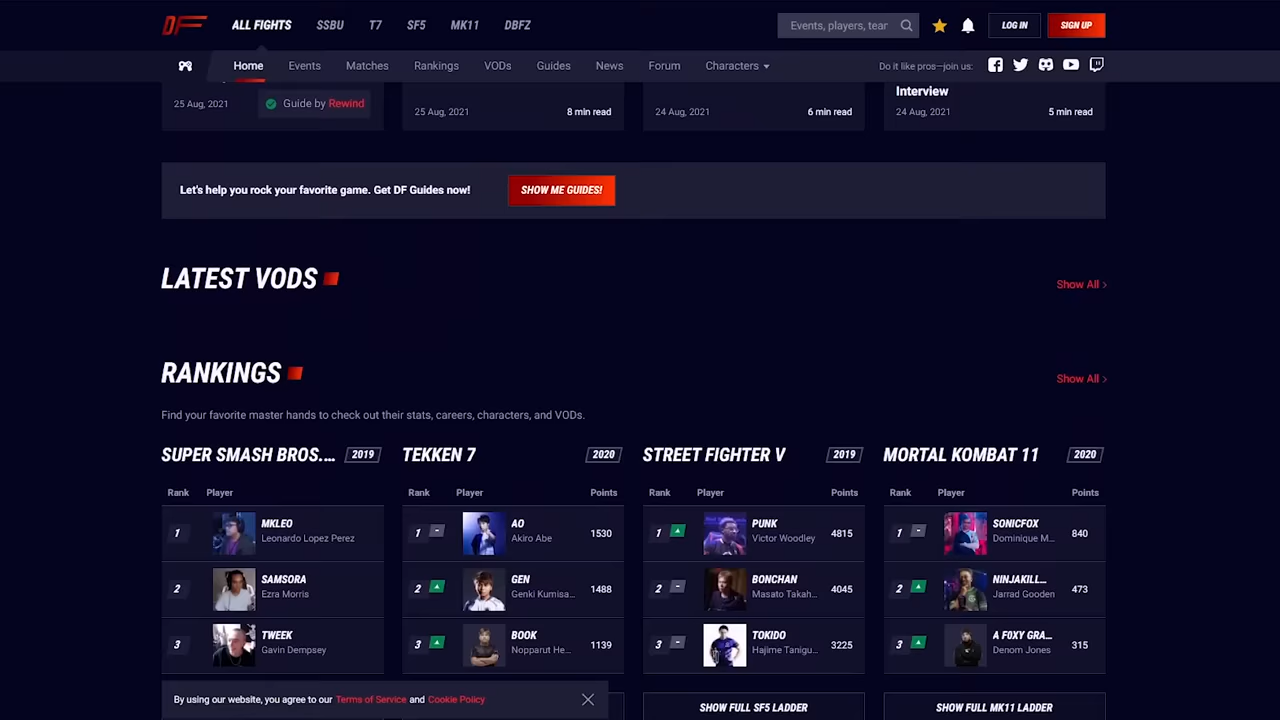 DF
ALL FIGHTS SSBU T7 SF5 MK11 DBFZ
Events, players, tear
LOG IN
SIGN UP
Home Events Matches Rankings VODs Guides News Forum Characters
Do it like pros—join us:
25 Aug, 2021
Guide by Rewind
25 Aug, 2021
8 min read
24 Aug, 2021
6 min read
Interview
24 Aug, 2021
5 min read
Let's help you rock your favorite game. Get DF Guides now!
SHOW ME GUIDES!
LATEST VODS
Show All
RANKINGS
Show All
Find your favorite master hands to check out their stats, careers, characters, and VODs.
SUPER SMASH BROS.… 2019
Rank Player
1 MKLEO
Leonardo Lopez Perez
2 SAMSORA
Ezra Morris
3 TWEEK
Gavin Dempsey
TEKKEN 7 2020
Rank Player Points
1 AO 1530
Akiro Abe
2 GEN 1488
Genki Kumisa...
3 BOOK 1139
Nopparut He...
STREET FIGHTER V 2019
Rank Player Points
1 PUNK 4815
Victor Woodley
2 BONCHAN 4045
Masato Takah...
3 TOKIDO 3225
Hajime Tanigu...
SHOW FULL SF5 LADDER
MORTAL KOMBAT 11 2020
Rank Player Points
1 SONICFOX 840
Dominique M...
2 NINJAKILL... 473
Jarrad Gooden
3 A F0XY GRA... 315
Denom Jones
SHOW FULL MK11 LADDER
By using our website, you agree to our Terms of Service and Cookie Policy